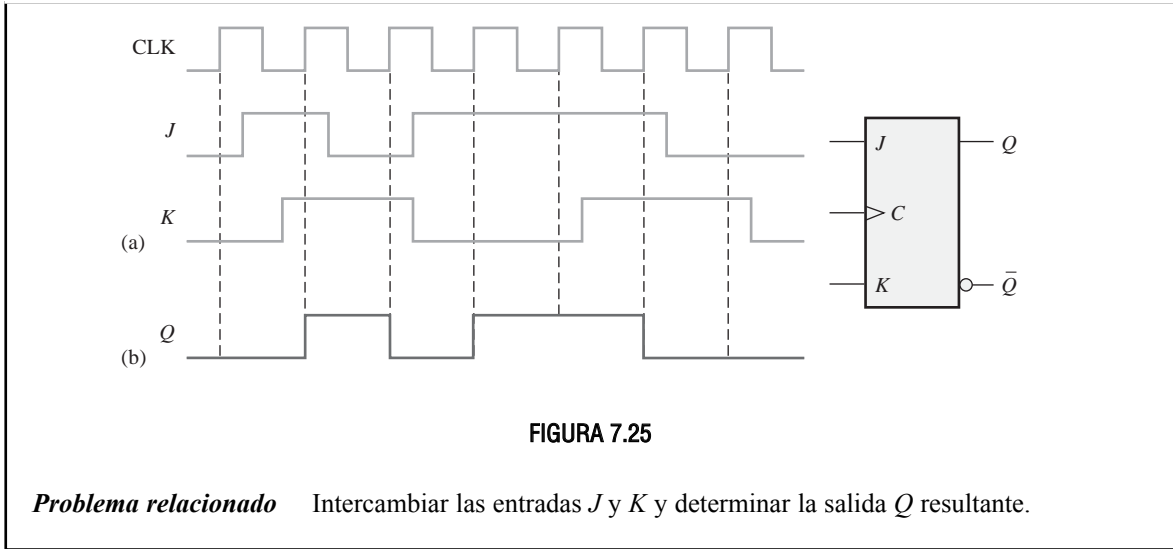 CLK
J
K
(a)
Q
(b)
J
Q
C
K
Q̄
FIGURA 7.25
Problema relacionado Intercambiar las entradas J y K y determinar la salida Q resultante.